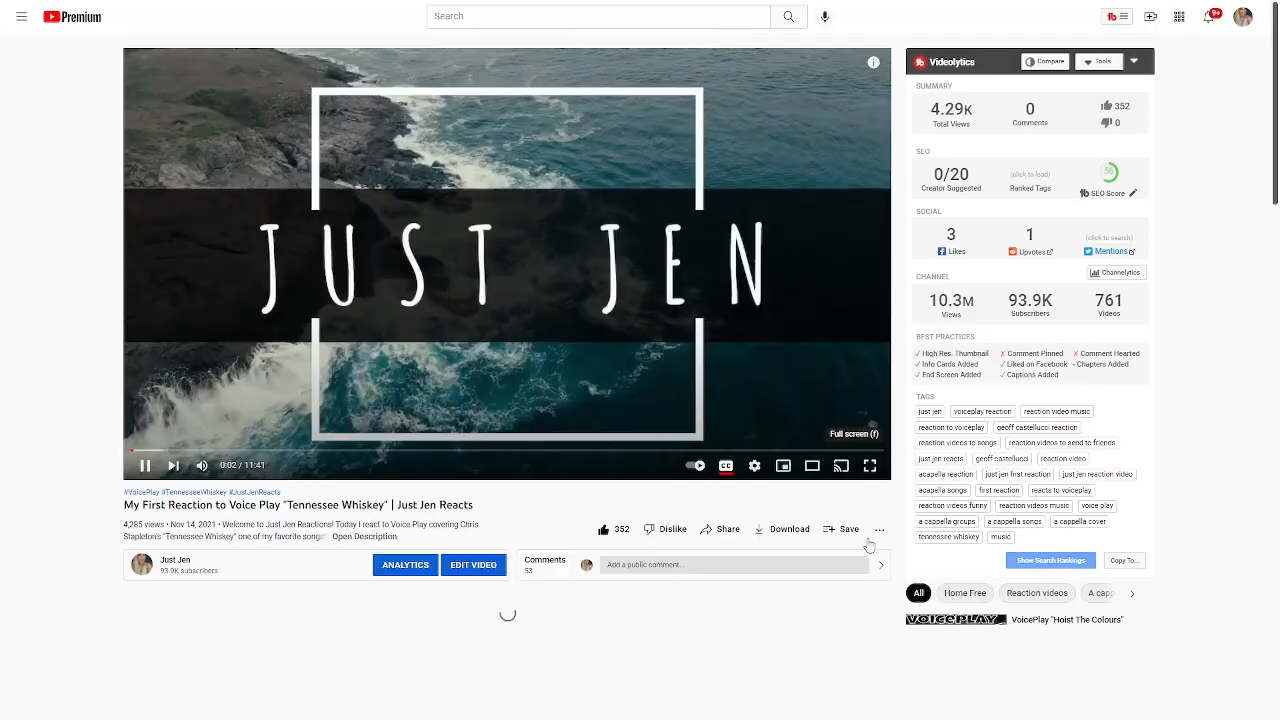 Premium
Search
9+
JUST JEN
Full screen (f)
0:02 / 11:41
CC
#VoicePlay #TennesseeWhiskey #JustJenReacts
My First Reaction to Voice Play "Tennessee Whiskey" | Just Jen Reacts
4,285 views • Nov 14, 2021 • Welcome to Just Jen Reactions! Today I react to Voice Play covering Chris
Stapleton's "Tennessee Whiskey" one of my favorite songs Open Description
352 Dislike Share Download Save
Just Jen
93.9K subscribers
ANALYTICS EDIT VIDEO
Comments
53
Add a public comment...
Videolytics Compare Tools
SUMMARY
4.29K 0 352
Total Views Comments 0
SEO
0/20 (click to load) 58
Creator Suggested Ranked Tags SEO Score
SOCIAL
3 1 (click to search)
Likes Upvotes Mentions
CHANNEL Channelytics
10.3M 93.9K 761
Views Subscribers Videos
BEST PRACTICES
✓ High Res. Thumbnail ✗ Comment Pinned ✗ Comment Hearted
✓ Info Cards Added ✓ Liked on Facebook - Chapters Added
✓ End Screen Added ✓ Captions Added
TAGS
just jen voiceplay reaction reaction video music
reaction to voiceplay geoff castellucci reaction
reaction videos to songs reaction videos to send to friends
just jen reacts geoff castellucci reaction video
acapella reaction just jen first reaction just jen reaction video
acapella songs first reaction reacts to voiceplay
reaction videos funny reaction videos music voice play
a cappella groups a cappella songs a cappella cover
tennessee whiskey music
Show Search Rankings Copy To...
All Home Free Reaction videos A capp
VOICEPLAY VoicePlay "Hoist The Colours"